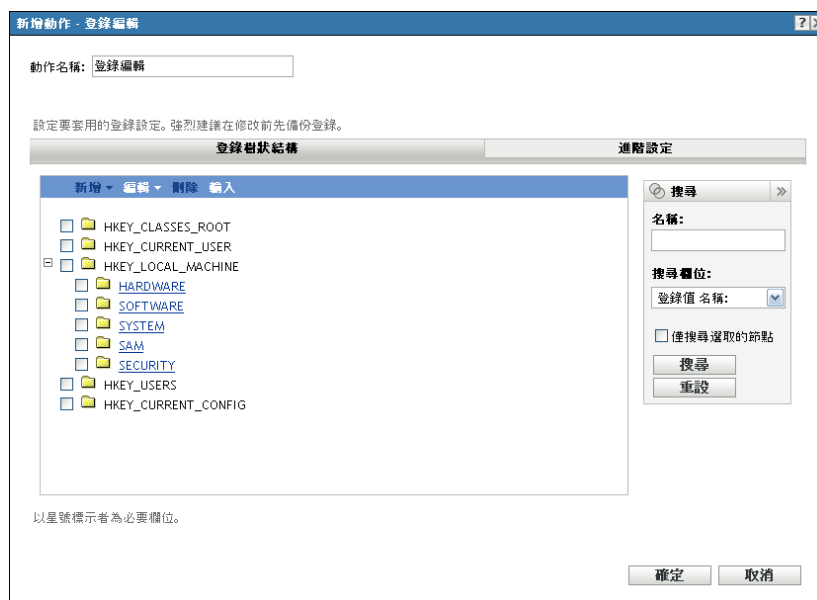 新增動作 - 登錄編輯
動作名稱: 登錄編輯
設定要套用的登錄設定。強烈建議在修改前先備份登錄。
登錄樹狀結構 進階設定
新增 編輯 刪除 輸入
HKEY_CLASSES_ROOT
HKEY_CURRENT_USER
HKEY_LOCAL_MACHINE
HARDWARE
SOFTWARE
SYSTEM
SAM
SECURITY
HKEY_USERS
HKEY_CURRENT_CONFIG
搜尋
名稱:
搜尋欄位:
登錄值 名稱:
僅搜尋選取的節點
搜尋
重設
以星號標示者為必要欄位。
確定 取消